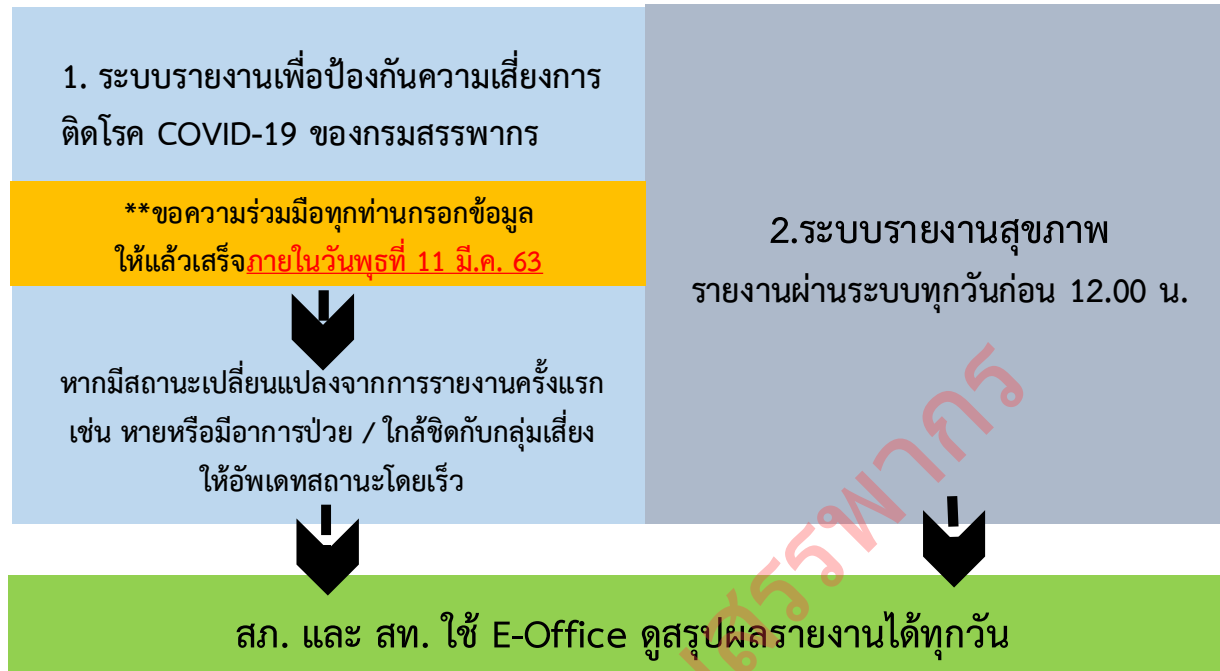 1. ระบบรายงานเพื่อป้องกันความเสี่ยงการ
ติดโรค COVID-19 ของกรมสรรพากร
**ขอความร่วมมือทุกท่านกรอกข้อมูล
ให้แล้วเสร็จภายในวันพุธที่ 11 มี.ค. 63
หากมีสถานะเปลี่ยนแปลงจากการรายงานครั้งแรก
เช่น หายหรือมีอาการป่วย / ใกล้ชิดกับกลุ่มเสี่ยง
ให้อัพเดทสถานะโดยเร็ว
2.ระบบรายงานสุขภาพ
รายงานผ่านระบบทุกวันก่อน 12.00 น.
สภ. และ สท. ใช้ E-Office ดูสรุปผลรายงานได้ทุกวัน